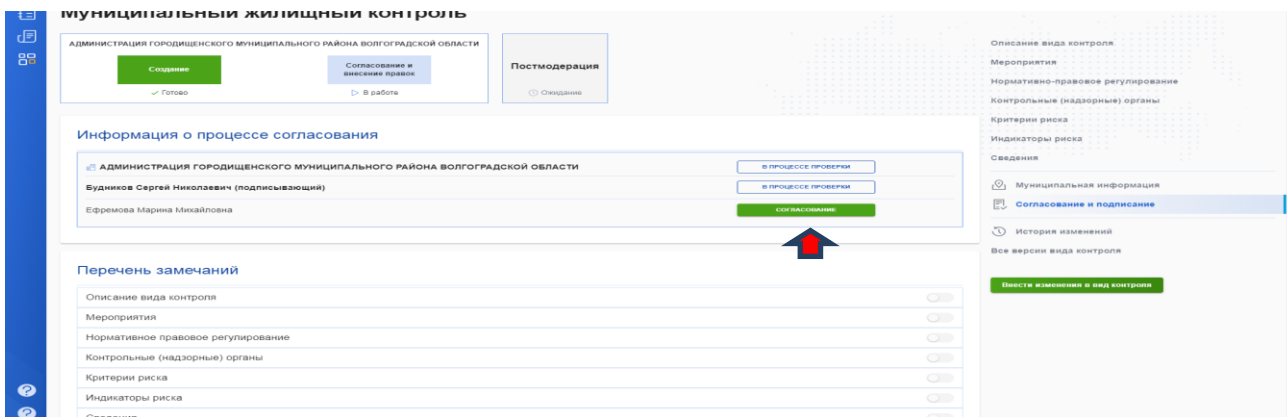 Муниципальный жилищный контроль
АДМИНИСТРАЦИЯ ГОРОДИЩЕНСКОГО МУНИЦИПАЛЬНОГО РАЙОНА ВОЛГОГРАДСКОЙ ОБЛАСТИ
Создание
Готово
Согласование и
внесение правок
В работе
Постмодерация
Ожидание
Информация о процессе согласования
АДМИНИСТРАЦИЯ ГОРОДИЩЕНСКОГО МУНИЦИПАЛЬНОГО РАЙОНА ВОЛГОГРАДСКОЙ ОБЛАСТИ
В ПРОЦЕССЕ ПРОВЕРКИ
Будников Сергей Николаевич (подписывающий)
В ПРОЦЕССЕ ПРОВЕРКИ
Ефремова Марина Михайловна
СОГЛАСОВАНИЕ
Перечень замечаний
Описание вида контроля
Мероприятия
Нормативное правовое регулирование
Контрольные (надзорные) органы
Критерии риска
Индикаторы риска
Сведения
Описание вида контроля
Мероприятия
Нормативно-правовое регулирование
Контрольные (надзорные) органы
Критерии риска
Индикаторы риска
Сведения
Муниципальная информация
Согласование и подписание
История изменений
Все версии вида контроля
Внести изменения в вид контроля